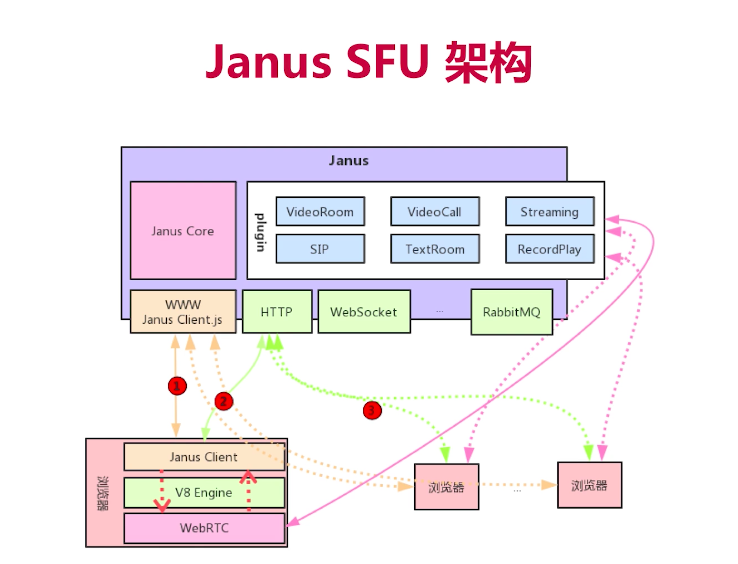 Janus SFU 架构
Janus
Janus Core
plugin
VideoRoom
VideoCall
Streaming
SIP
TextRoom
RecordPlay
WWW
Janus Client.js
HTTP
WebSocket
...
RabbitMQ
1
2
3
浏览器
Janus Client
V8 Engine
WebRTC
浏览器
...
浏览器